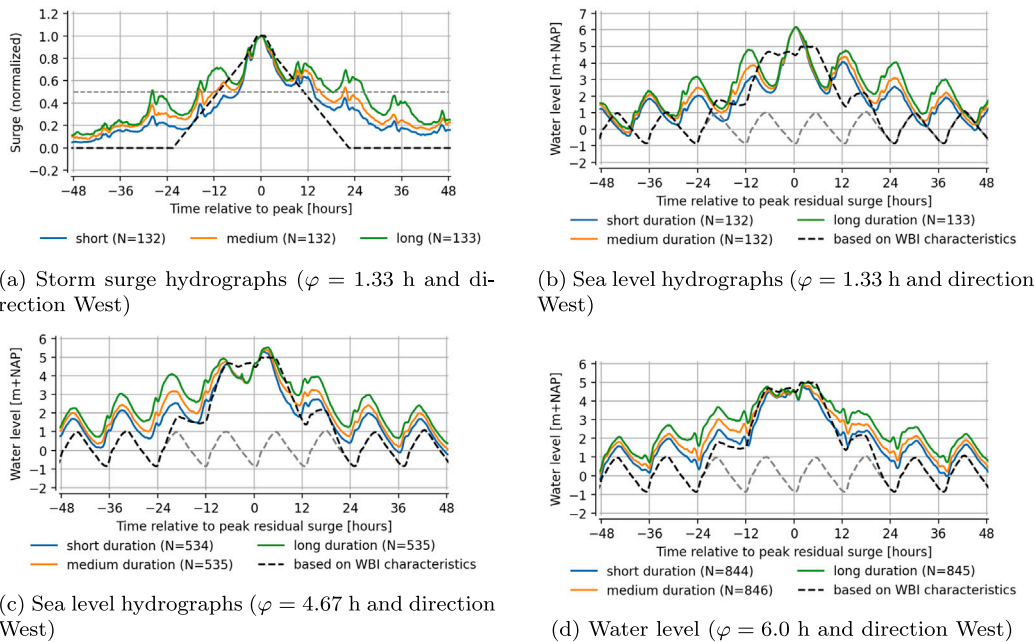 1.2
1.0
0.8
0.6
0.4
0.2
0.0
−0.2
Surge (normalized)
−48 −36 −24 −12 0 12 24 36 48
Time relative to peak [hours]
short (N=132) medium (N=132) long (N=133)
(a) Storm surge hydrographs (φ = 1.33 h and di-
rection West)
7
6
5
4
3
2
1
0
−1
−2
Water level [m+NAP]
−48 −36 −24 −12 0 12 24 36 48
Time relative to peak residual surge [hours]
short duration (N=132) long duration (N=133)
medium duration (N=132) based on WBI characteristics
(b) Sea level hydrographs (φ = 1.33 h and direction
West)
6
5
4
3
2
1
0
−1
−2
Water level [m+NAP]
−48 −36 −24 −12 0 12 24 36 48
Time relative to peak residual surge [hours]
short duration (N=534) long duration (N=535)
medium duration (N=535) based on WBI characteristics
(c) Sea level hydrographs (φ = 4.67 h and direction
West)
6
5
4
3
2
1
0
−1
−2
Water level [m+NAP]
−48 −36 −24 −12 0 12 24 36 48
Time relative to peak residual surge [hours]
short duration (N=844) long duration (N=845)
medium duration (N=846) based on WBI characteristics
(d) Water level (φ = 6.0 h and direction West)